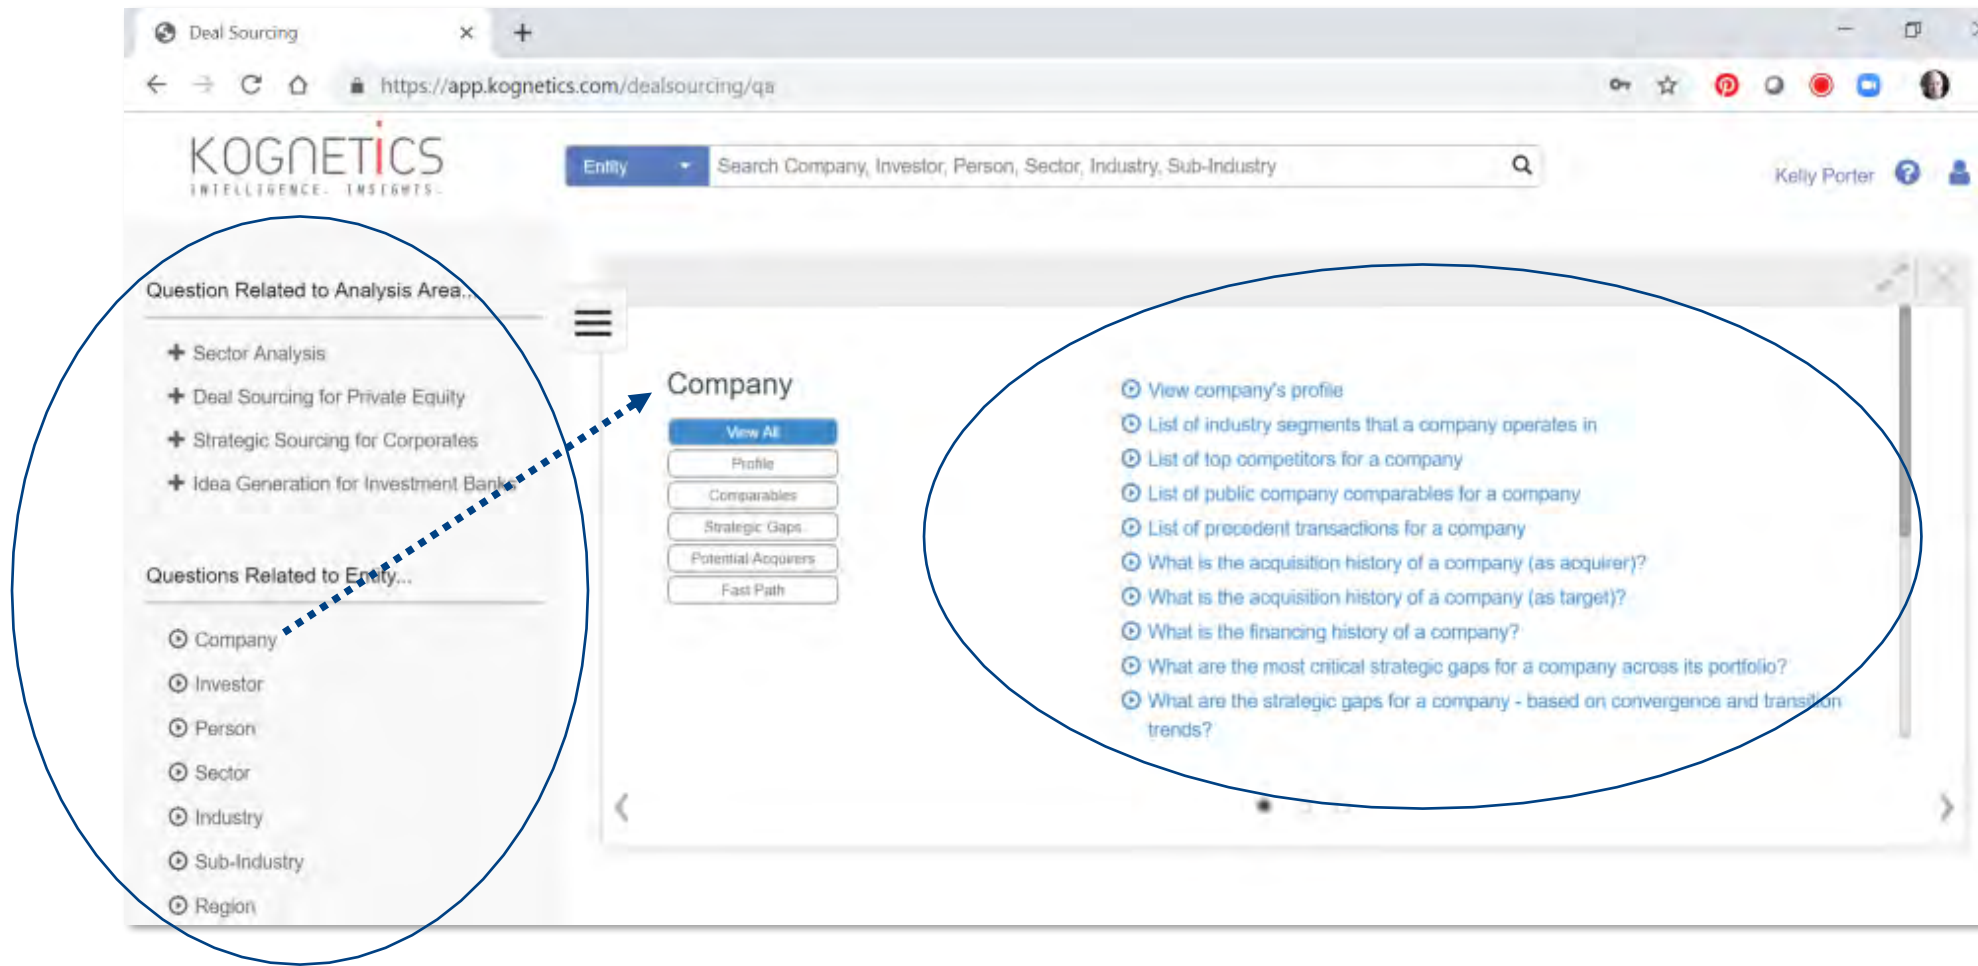 Deal Sourcing
https://app.kognetics.com/dealsourcing/qa
KOGNETICS
INTELLIGENCE. INSIGHTS.
Entity
Search Company, Investor, Person, Sector, Industry, Sub-Industry
Kelly Porter
Question Related to Analysis Area...
Sector Analysis
Deal Sourcing for Private Equity
Strategic Sourcing for Corporates
Idea Generation for Investment Banks
Questions Related to Entity...
Company
Investor
Person
Sector
Industry
Sub-Industry
Region
Company
View All
Profile
Comparables
Strategic Gaps
Potential Acquirers
Fast Path
View company's profile
List of industry segments that a company operates in
List of top competitors for a company
List of public company comparables for a company
List of precedent transactions for a company
What is the acquisition history of a company (as acquirer)?
What is the acquisition history of a company (as target)?
What is the financing history of a company?
What are the most critical strategic gaps for a company across its portfolio?
What are the strategic gaps for a company - based on convergence and transition
trends?